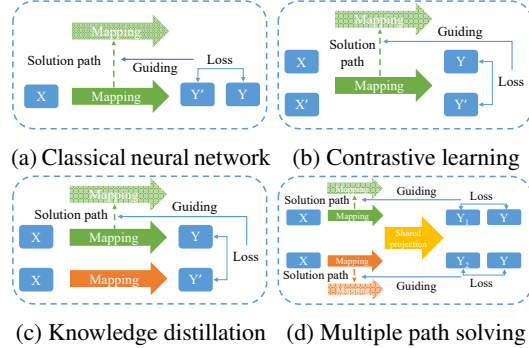 Mapping
Solution path
Loss
Guiding
X
Mapping
Y'
Y
(a) Classical neural network
Mapping
Guiding
Solution
path
X
Y
Loss
X'
Mapping
Y'
(b) Contrastive learning
Mapping
Guiding
Solution path
X
Mapping
Y
Loss
X
Mapping
Y'
(c) Knowledge distillation
Mapping
Guiding
Loss
Solution path
X
Mapping
Y1
Y
Shared
projection
X
Mapping
Y2
Y
Solution path
Guiding
Loss
Mapping
(d) Multiple path solving